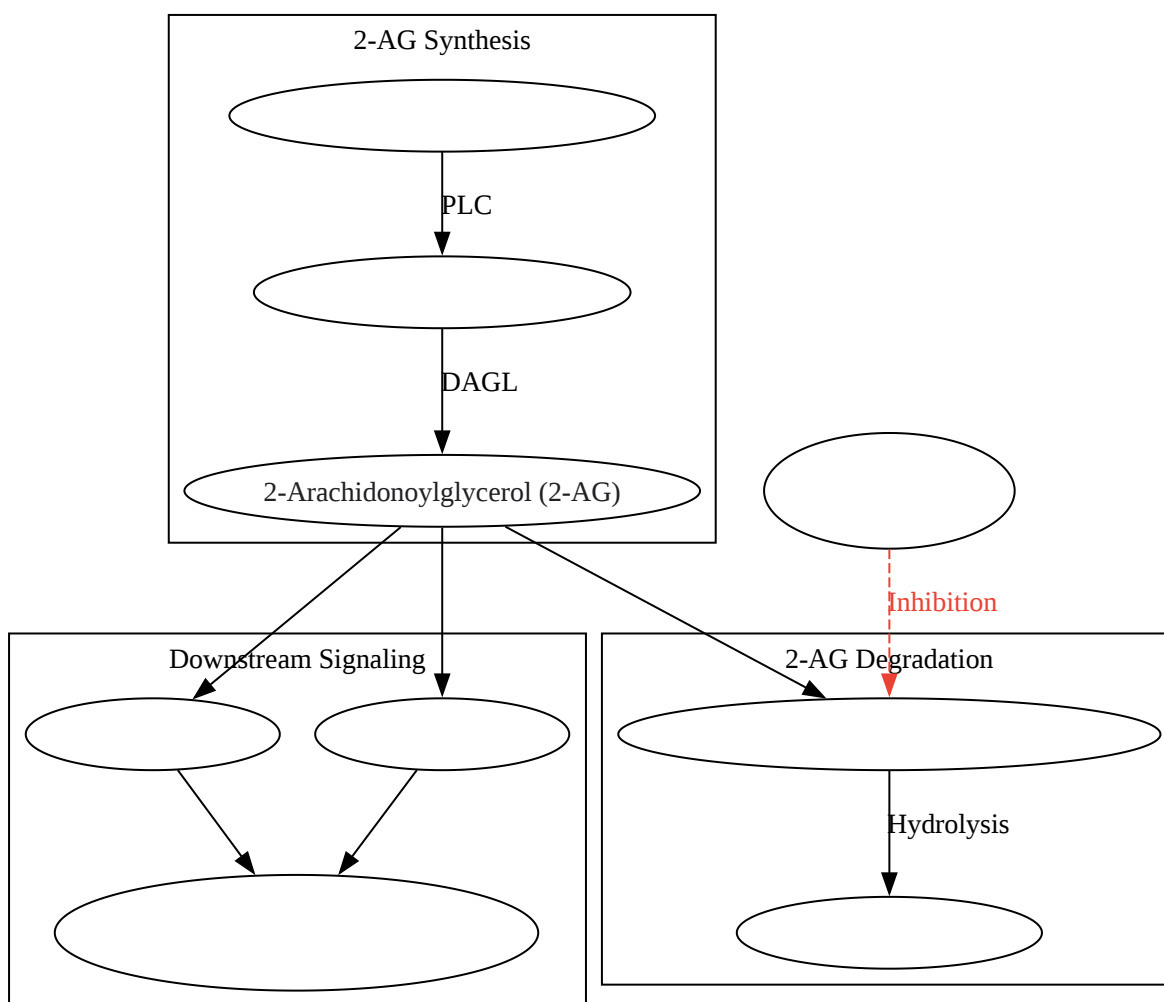 2-AG Synthesis
PLC
DAGL
2-Arachidonoylglycerol (2-AG)
Inhibition
Downstream Signaling
2-AG Degradation
Hydrolysis